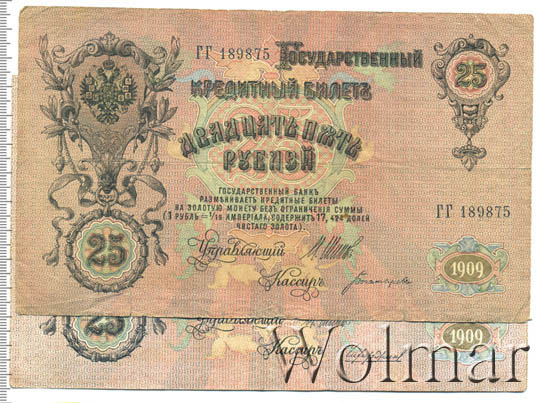 ГГ 189875
Государственный
25
Кредитный Билетъ
Двадцать пять
рублей
Государственный Банкъ
размѣниваетъ кредитные билеты
на золотую монету безъ ограниченія суммы
(1 рубль = 1/15 имперіала, содержитъ 17,424 долей
чистаго золота).
ГГ 189875
25
Управляющій
Кассиръ
1909
Управляющій
25
Кассиръ
1909
Wolmar